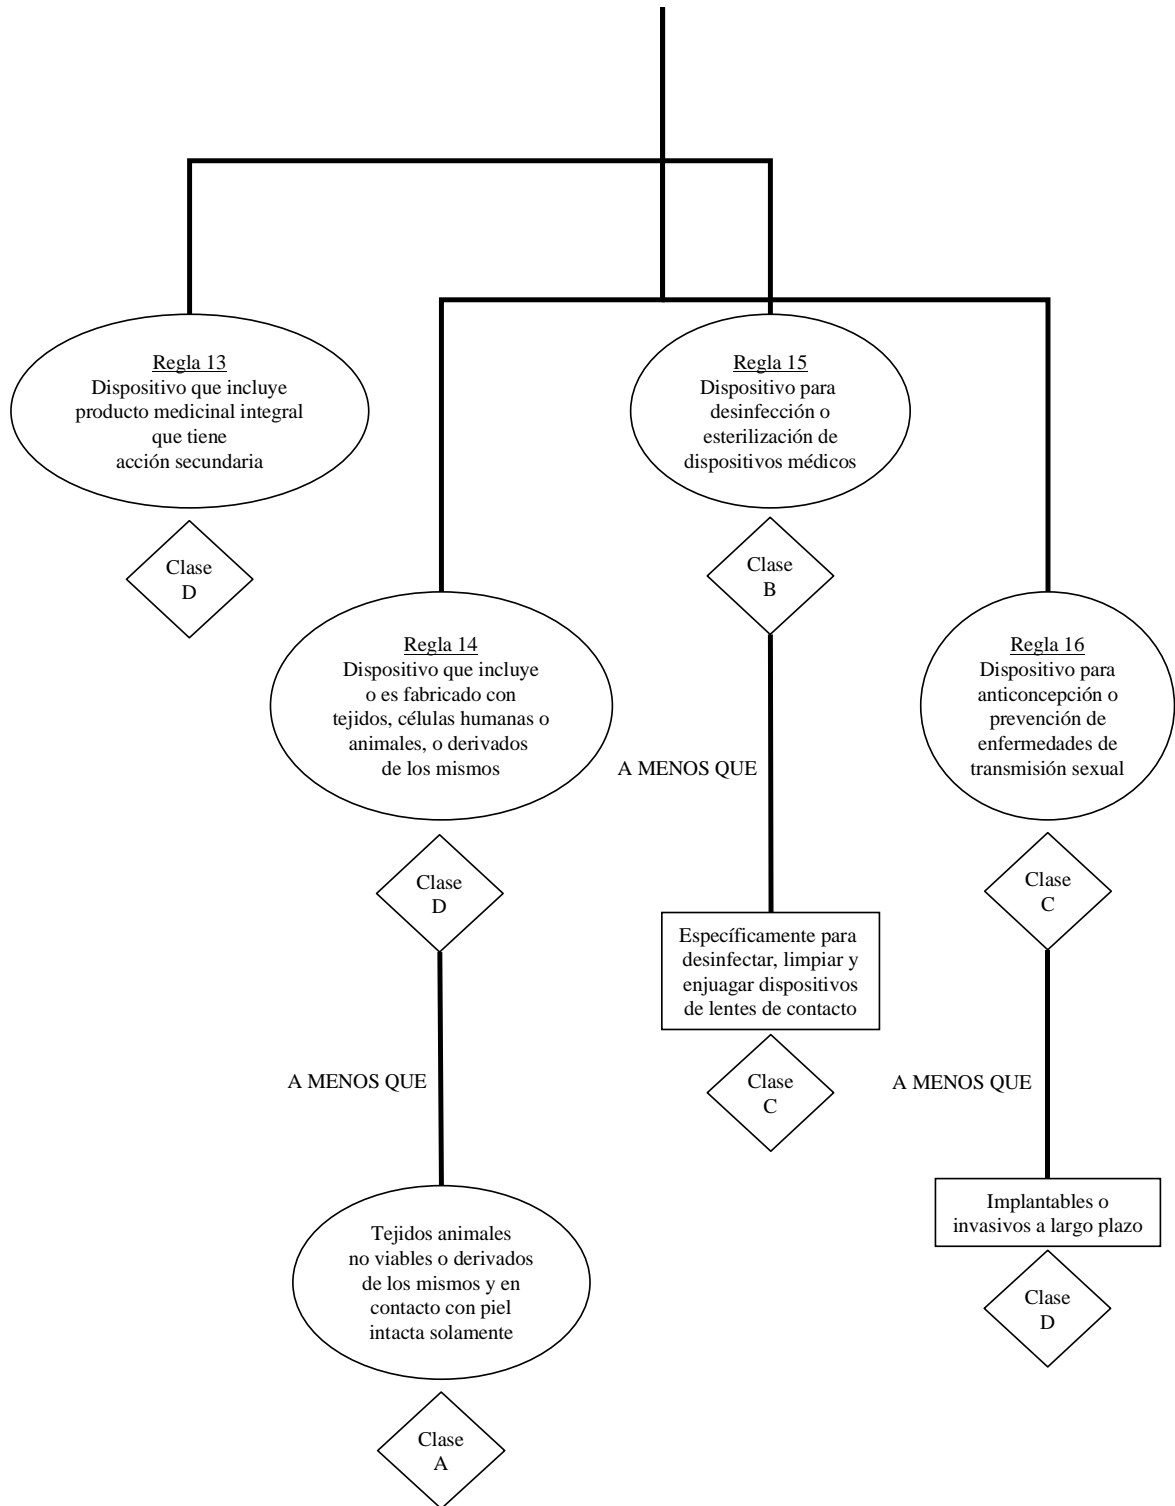 Regla 13
Dispositivo que incluye
producto medicinal integral
que tiene
acción secundaria
Clase
D
Regla 15
Dispositivo para
desinfección o
esterilización de
dispositivos médicos
Clase
B
Regla 14
Dispositivo que incluye
o es fabricado con
tejidos, células humanas o
animales, o derivados
de los mismos
Clase
D
Regla 16
Dispositivo para
anticoncepción o
prevención de
enfermedades de
transmisión sexual
Clase
C
A MENOS QUE
Específicamente para
desinfectar, limpiar y
enjuagar dispositivos
de lentes de contacto
Clase
C
A MENOS QUE
Tejidos animales
no viables o derivados
de los mismos y en
contacto con piel
intacta solamente
Clase
A
A MENOS QUE
Implantables o
invasivos a largo plazo
Clase
D